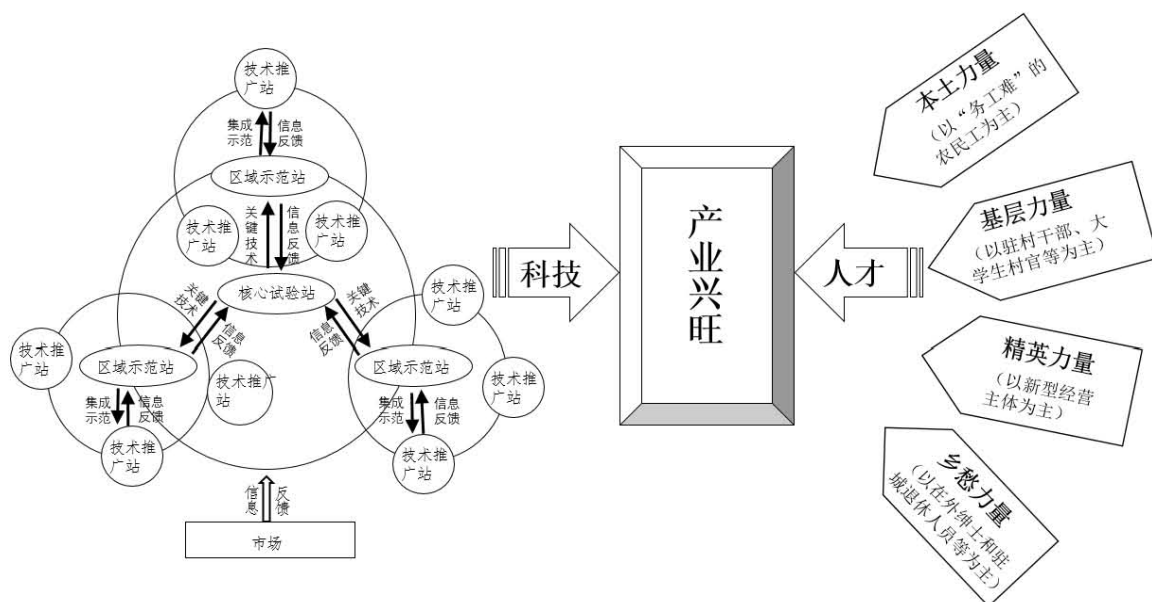 技术推
广站
集成
示范
信息
反馈
区域示范站
技术推
广站
关键技术
信息反馈
技术推
广站
核心试验站
关键
技术
信息
反馈
关键
技术
信息
反馈
技术推
广站
技术推
广站
区域示范站
技术推广
站
区域示范站
技术推
广站
集成
示范
信息
反馈
集成
示范
信息
反馈
技术推
广站
技术推
广站
信息
反馈
市场
科技
产业兴旺
人才
本土力量
(以“务工难”的
农民工为主)
基层力量
(以驻村干部、大
学生村官等为主)
精英力量
(以新型经营
主体为主)
乡愁力量
(以在外绅士和驻
城退休人员等为主)